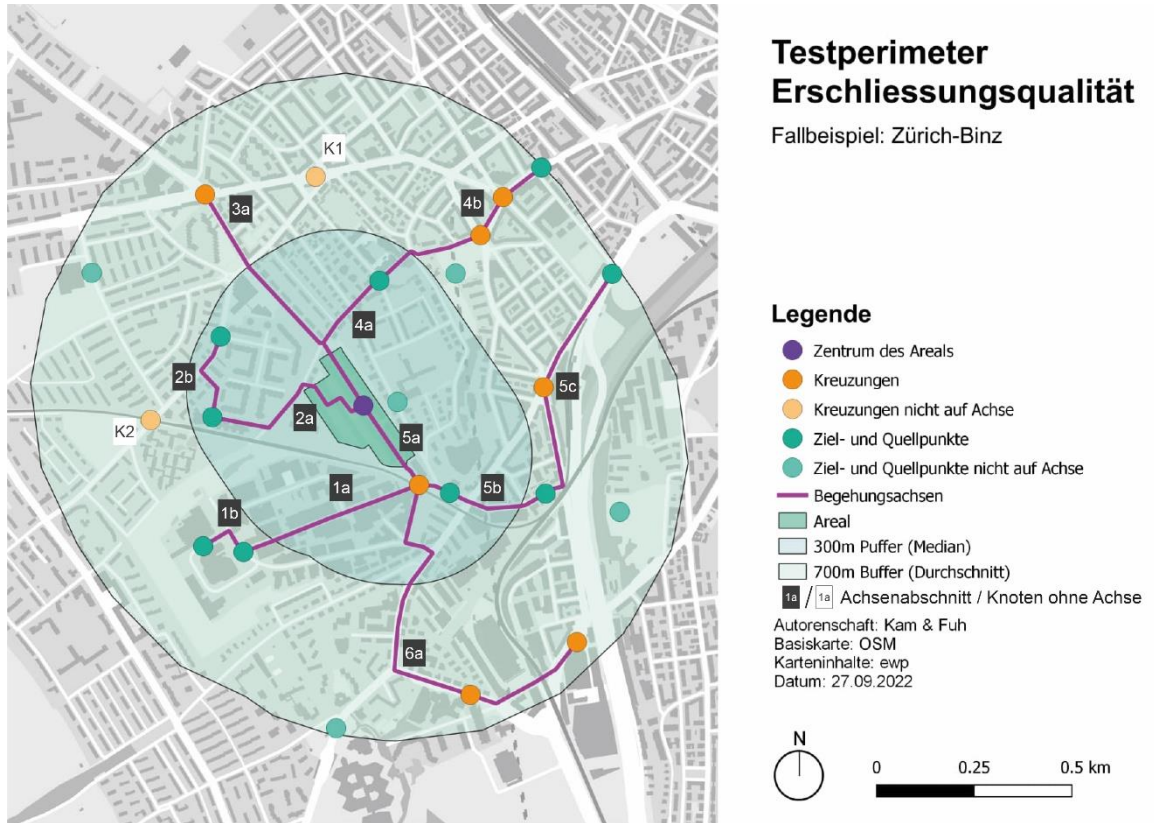 Testperimeter
Erschliessungsqualität
Fallbeispiel: Zürich-Binz
K1
3a
4b
4a
2b
5c
K2
2a
5a
1a
5b
1b
6a
Legende
Zentrum des Areals
Kreuzungen
Kreuzungen nicht auf Achse
Ziel- und Quellpunkte
Ziel- und Quellpunkte nicht auf Achse
Begehungsachsen
Areal
300m Puffer (Median)
700m Buffer (Durchschnitt)
1a / 1a Achsenabschnitt / Knoten ohne Achse
Autorenschaft: Kam & Fuh
Basiskarte: OSM
Karteninhalte: ewp
Datum: 27.09.2022
N
0 0.25 0.5 km